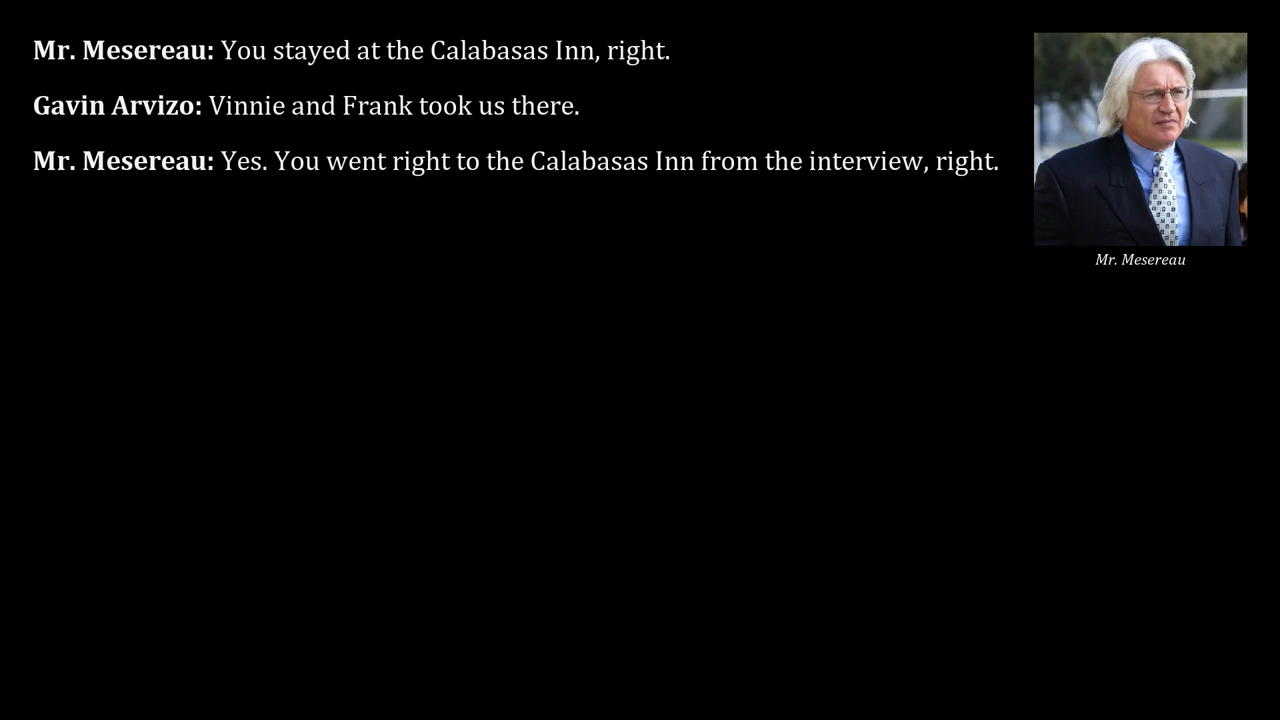 Mr. Mesereau: You stayed at the Calabasas Inn, right.
Gavin Arvizo: Vinnie and Frank took us there.
Mr. Mesereau: Yes. You went right to the Calabasas Inn from the interview, right.
Mr. Mesereau